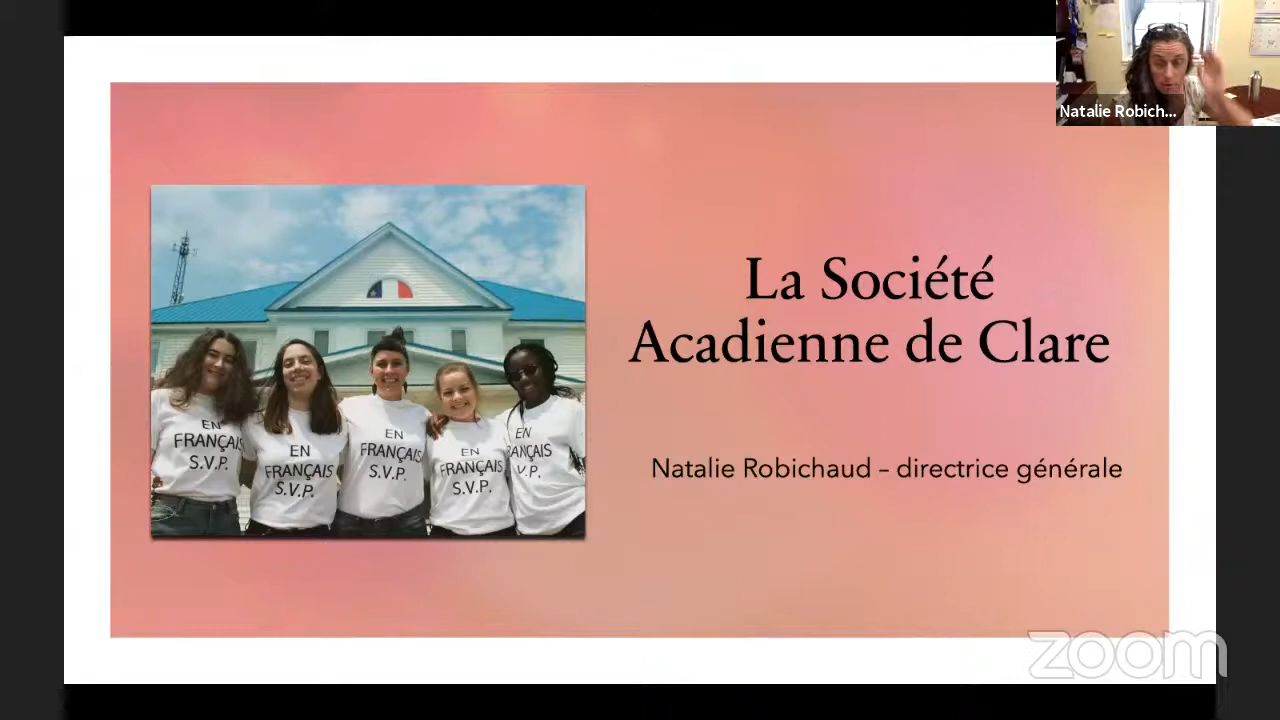 Natalie Robich...
La Société
Acadienne de Clare
Natalie Robichaud – directrice générale
EN
FRANÇAIS
S.V.P.
EN
FRANÇAIS
S.V.P.
EN
FRANÇAIS
S.V.P.
EN
FRANÇAIS
S.V.P.
EN
RANÇAIS
V.P.
zoom